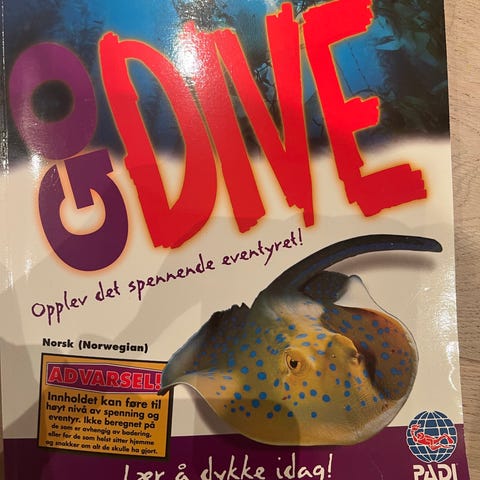 GO
DIVE
Opplev det spennende eventyret!
Norsk (Norwegian)
ADVARSEL!
Innholdet kan føre til
høyt nivå av spenning og
eventyr. Ikke beregnet på
de som er avhengig av badering,
eller for de som helst sitter hjemme
og snakker om alt de skulle ha gjort.
Lær å dykke idag!
PADI